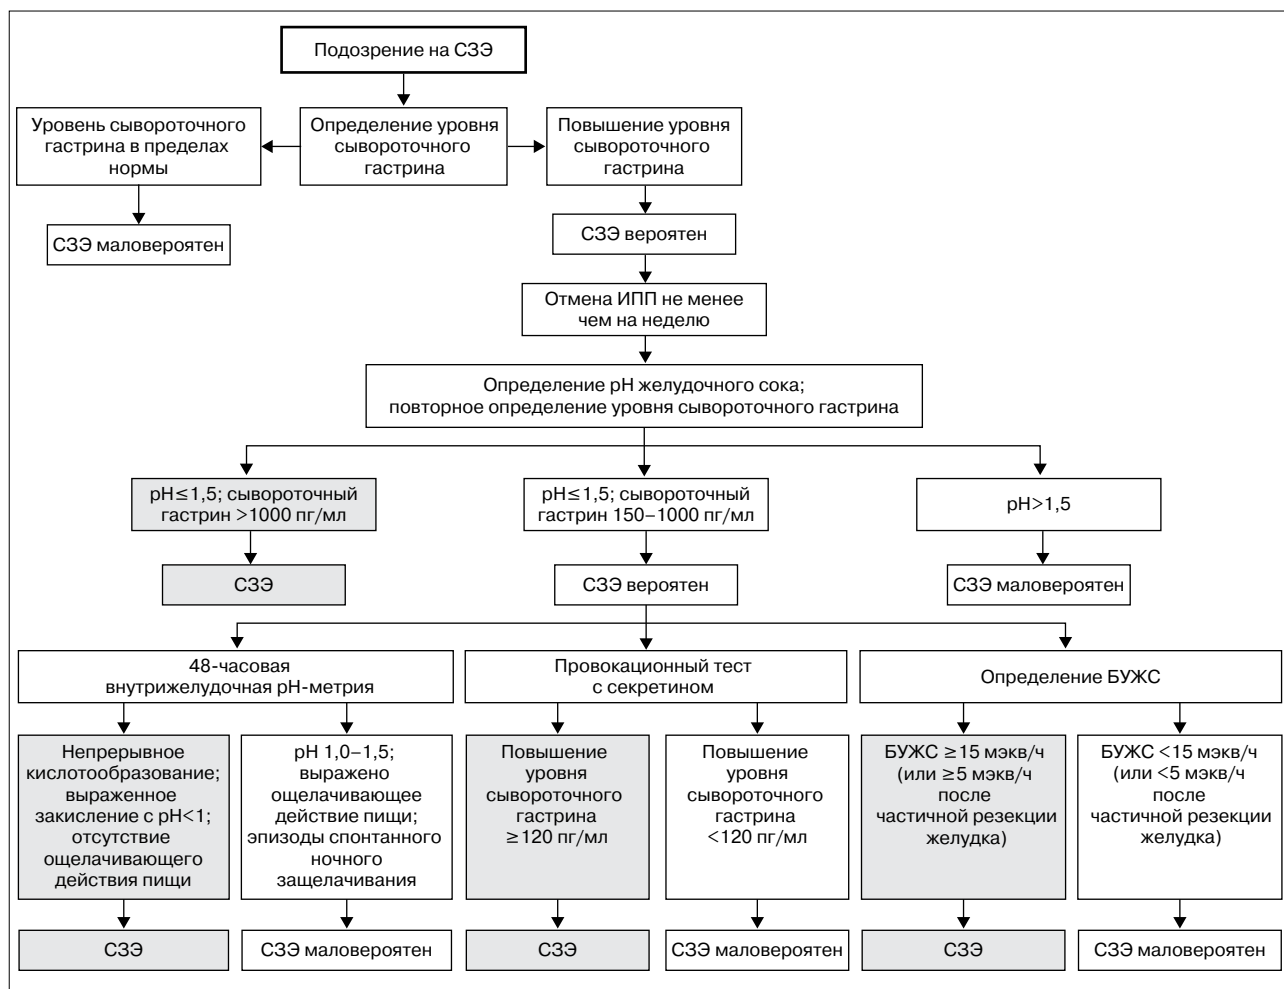 Подозрение на СЗЭ
Уровень сывороточного
гастрина в пределах
нормы
Определение уровня
сывороточного
гастрина
Повышение уровня
сывороточного
гастрина
СЗЭ маловероятен
СЗЭ вероятен
Отмена ИПП не менее
чем на неделю
Определение pH желудочного сока;
повторное определение уровня сывороточного гастрина
pH≤1,5; сывороточный
гастрин >1000 пг/мл
pH≤1,5; сывороточный
гастрин 150–1000 пг/мл
pH>1,5
СЗЭ
СЗЭ вероятен
СЗЭ маловероятен
48-часовая
внутрижелудочная pH-метрия
Провокационный тест
с секретином
Определение БУЖС
Непрерывное
кислотообразование;
выраженное
закисление с pH<1;
отсутствие
ощелачивающего
действия пищи
pH 1,0–1,5;
выражено
ощелачивающее
действие пищи;
эпизоды спонтанного
ночного
защелачивания
Повышение
уровня
сывороточного
гастрина
≥120 пг/мл
Повышение
уровня
сывороточного
гастрина
<120 пг/мл
БУЖС ≥15 мэкв/ч
(или ≥5 мэкв/ч
после
частичной резекции
желудка)
БУЖС <15 мэкв/ч
(или <5 мэкв/ч
после
частичной резекции
желудка)
СЗЭ
СЗЭ маловероятен
СЗЭ
СЗЭ маловероятен
СЗЭ
СЗЭ маловероятен